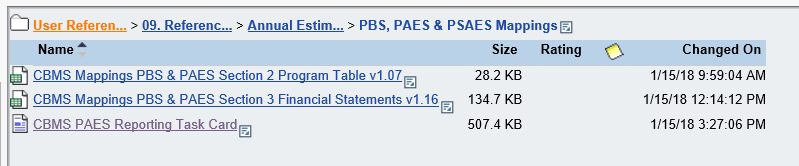 User Referen... > 09. Referenc... > Annual Estim... > PBS, PAES & PSAES Mappings
Name Size Rating Changed On
CBMS Mappings PBS & PAES Section 2 Program Table v1.07 28.2 KB 1/15/18 9:59:04 AM
CBMS Mappings PBS & PAES Section 3 Financial Statements v1.16 134.7 KB 1/15/18 12:14:12 PM
CBMS PAES Reporting Task Card 507.4 KB 1/15/18 3:27:06 PM